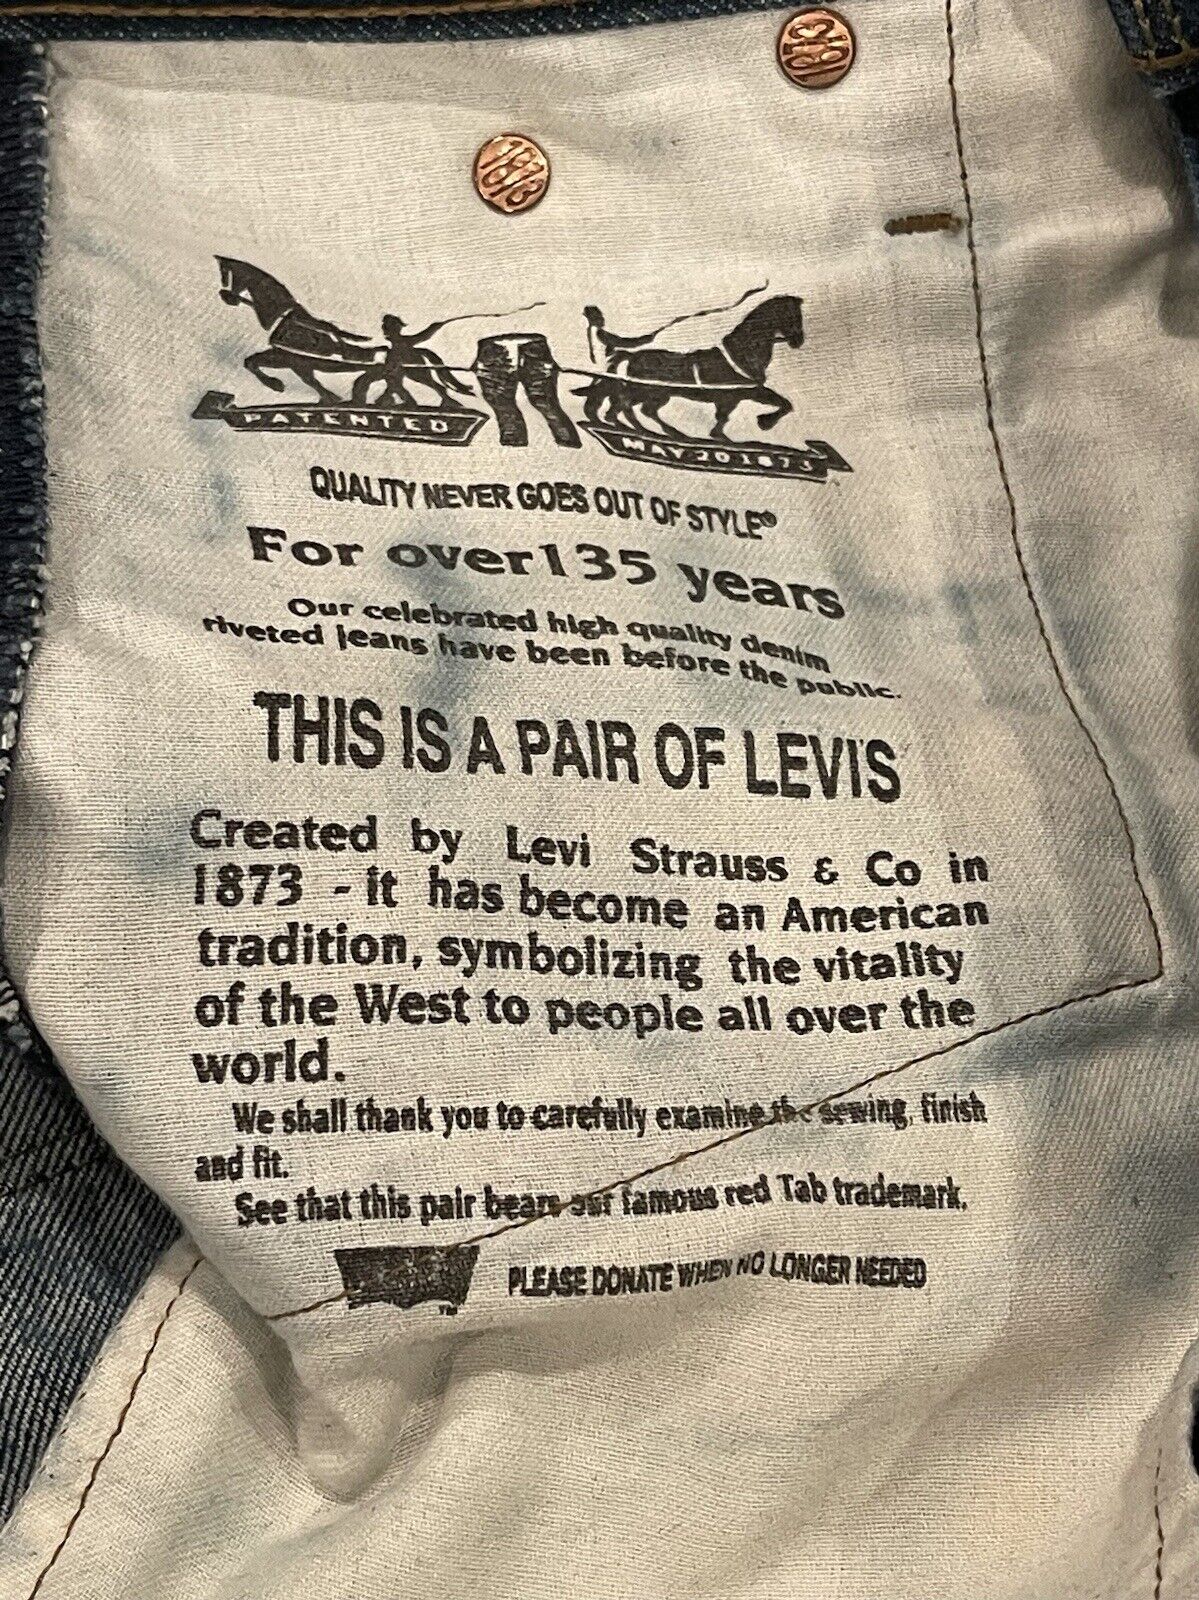 1873
1873
PATENTED
MAY 20 1873
QUALITY NEVER GOES OUT OF STYLE®
For over135 years
Our celebrated high quality denim
riveted jeans have been before the public.
THIS IS A PAIR OF LEVI'S
Created by Levi Strauss & Co in
1873 - it has become an American
tradition, symbolizing the vitality
of the West to people all over the
world.
We shall thank you to carefully examine the sewing, finish
and fit.
See that this pair bears our famous red Tab trademark.
PLEASE DONATE WHEN NO LONGER NEEDED
TM